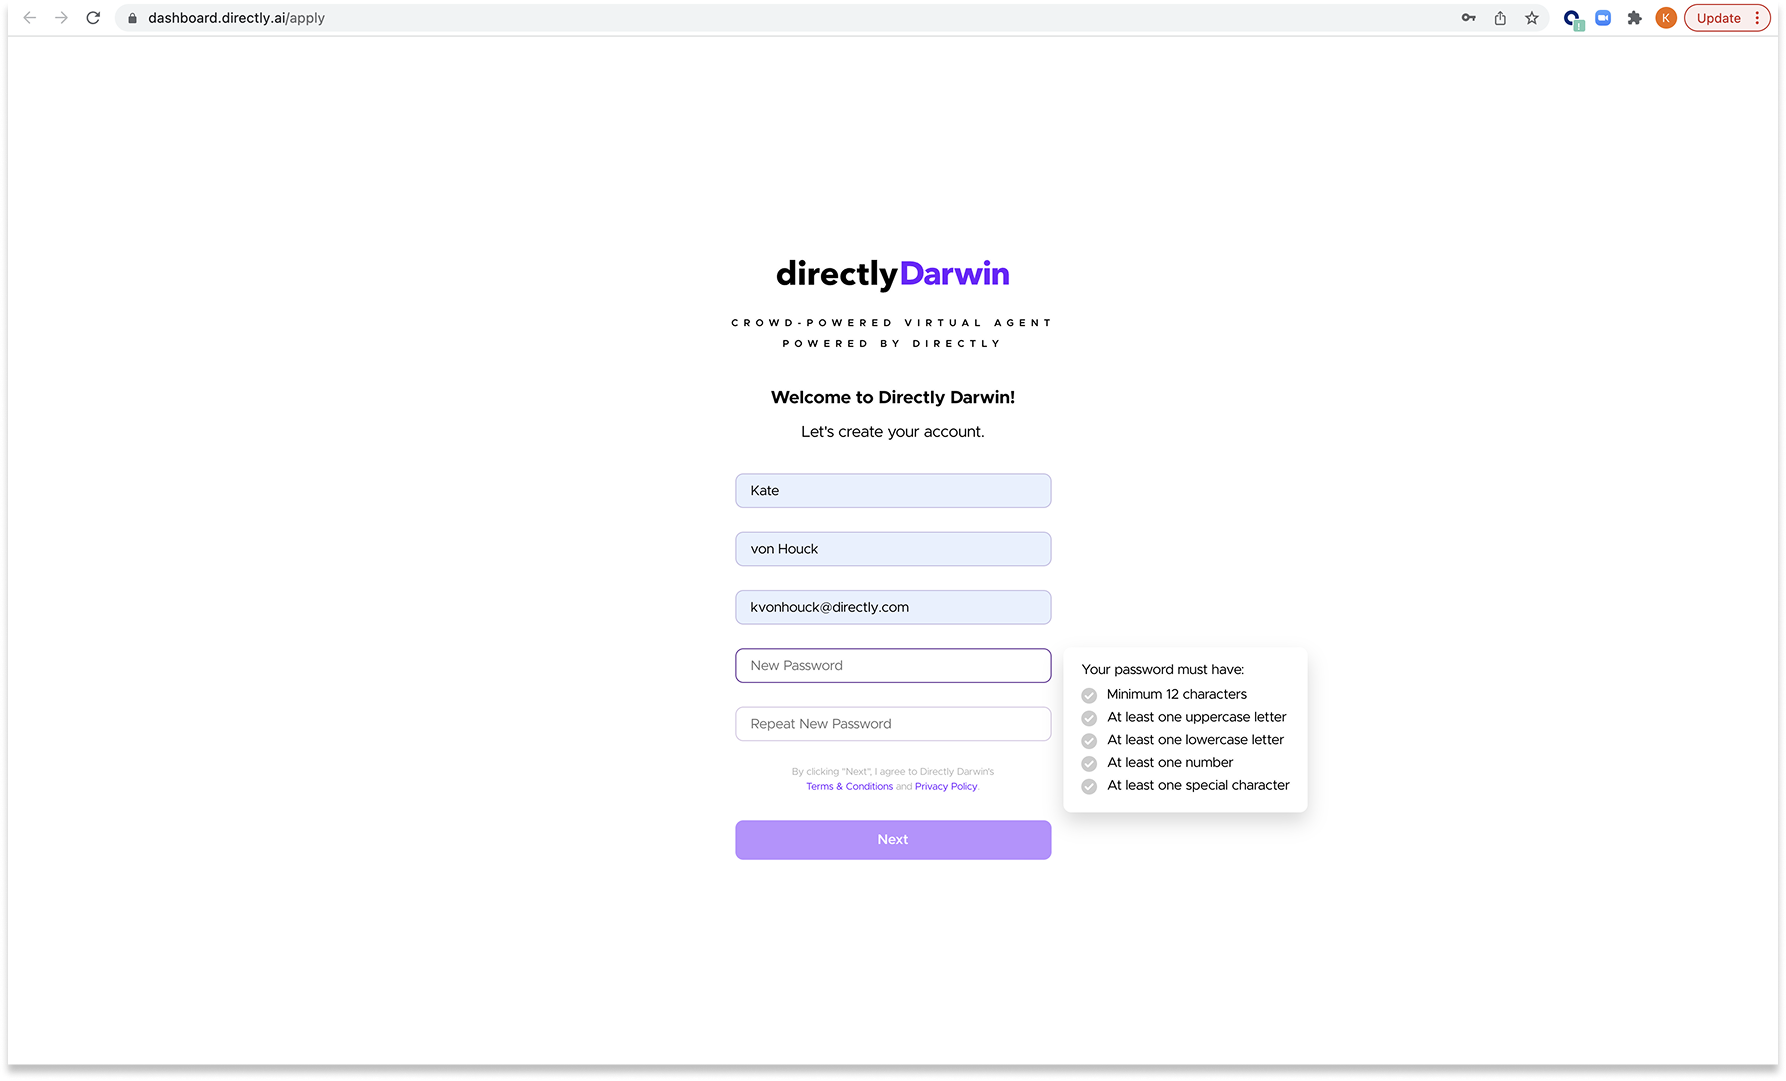 dashboard.directly.ai/apply
K
Update
directlyDarwin
CROWD-POWERED VIRTUAL AGENT
POWERED BY DIRECTLY
Welcome to Directly Darwin!
Let's create your account.
Kate
von Houck
kvonhouck@directly.com
New Password
Repeat New Password
Your password must have:
Minimum 12 characters
At least one uppercase letter
At least one lowercase letter
At least one number
At least one special character
By clicking "Next", I agree to Directly Darwin's
Terms & Conditions and Privacy Policy.
Next